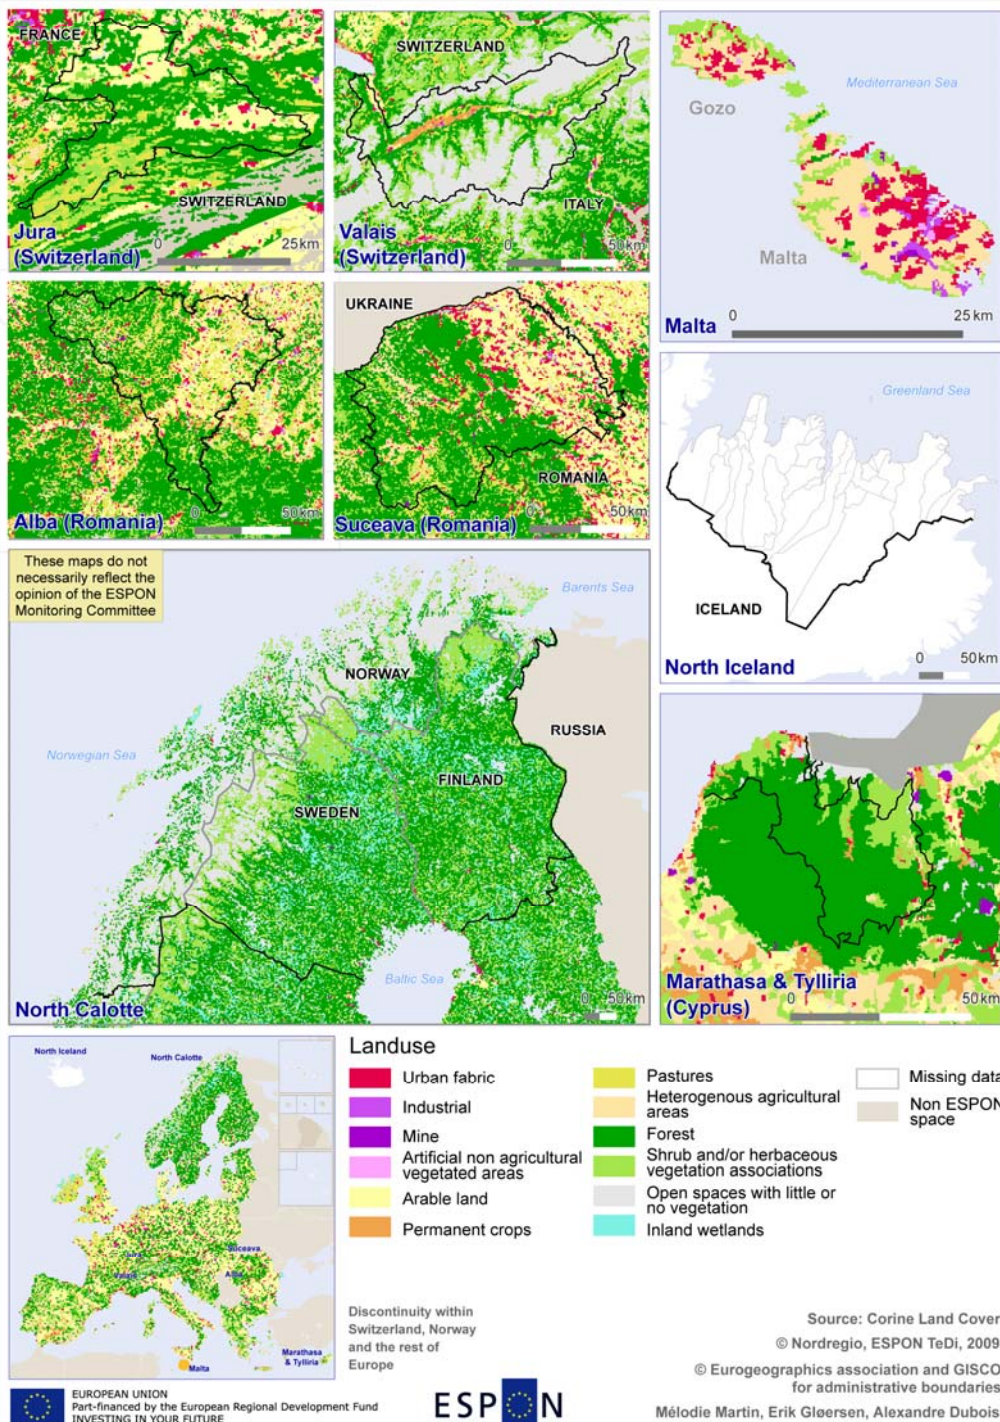 FRANCE
SWITZERLAND
Jura
(Switzerland)
0
25km
SWITZERLAND
ITALY
Valais
(Switzerland)
0
50km
Mediterranean Sea
Gozo
Malta
Malta
0
25 km
Alba (Romania)
0
50km
UKRAINE
ROMANIA
Suceava (Romania)
0
50km
Greenland Sea
ICELAND
North Iceland
0
50km
These maps do not
necessarily reflect the
opinion of the ESPON
Monitoring Committee
Barents Sea
NORWAY
RUSSIA
Norwegian Sea
FINLAND
SWEDEN
Baltic Sea
North Calotte
0
50km
Marathasa & Tylliria
(Cyprus)
0
50km
North Iceland
North Calotte
Jura
Valais
Suceava
Alba
Malta
Marathasa
& Tylliria
Landuse
Urban fabric
Industrial
Mine
Artificial non agricultural
vegetated areas
Arable land
Permanent crops
Pastures
Heterogenous agricultural
areas
Forest
Shrub and/or herbaceous
vegetation associations
Open spaces with little or
no vegetation
Inland wetlands
Missing data
Non ESPON
space
Discontinuity within
Switzerland, Norway
and the rest of
Europe
Source: Corine Land Cover
© Nordregio, ESPON TeDi, 2009
© Eurogeographics association and GISCO
for administrative boundaries
Mélodie Martin, Erik Gløersen, Alexandre Dubois
EUROPEAN UNION
Part-financed by the European Regional Development Fund
INVESTING IN YOUR FUTURE
ESPON